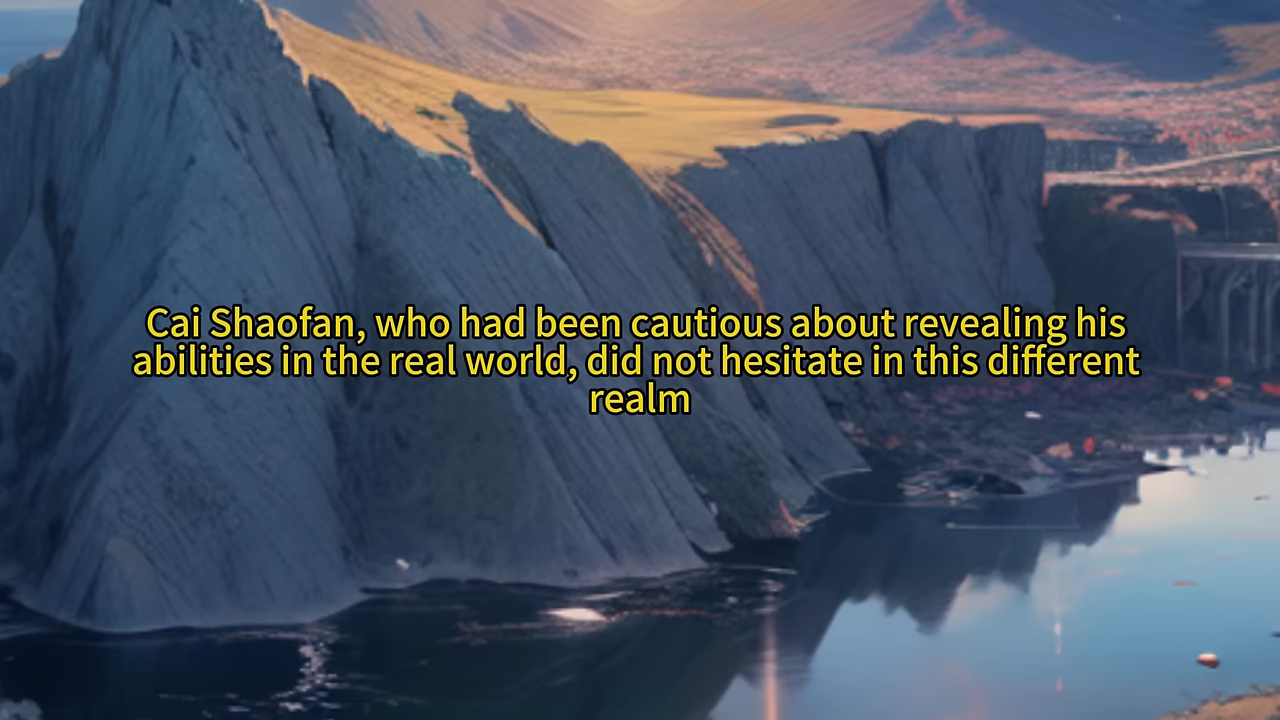 Cai Shaofan, who had been cautious about revealing his
abilities in the real world, did not hesitate in this different
realm